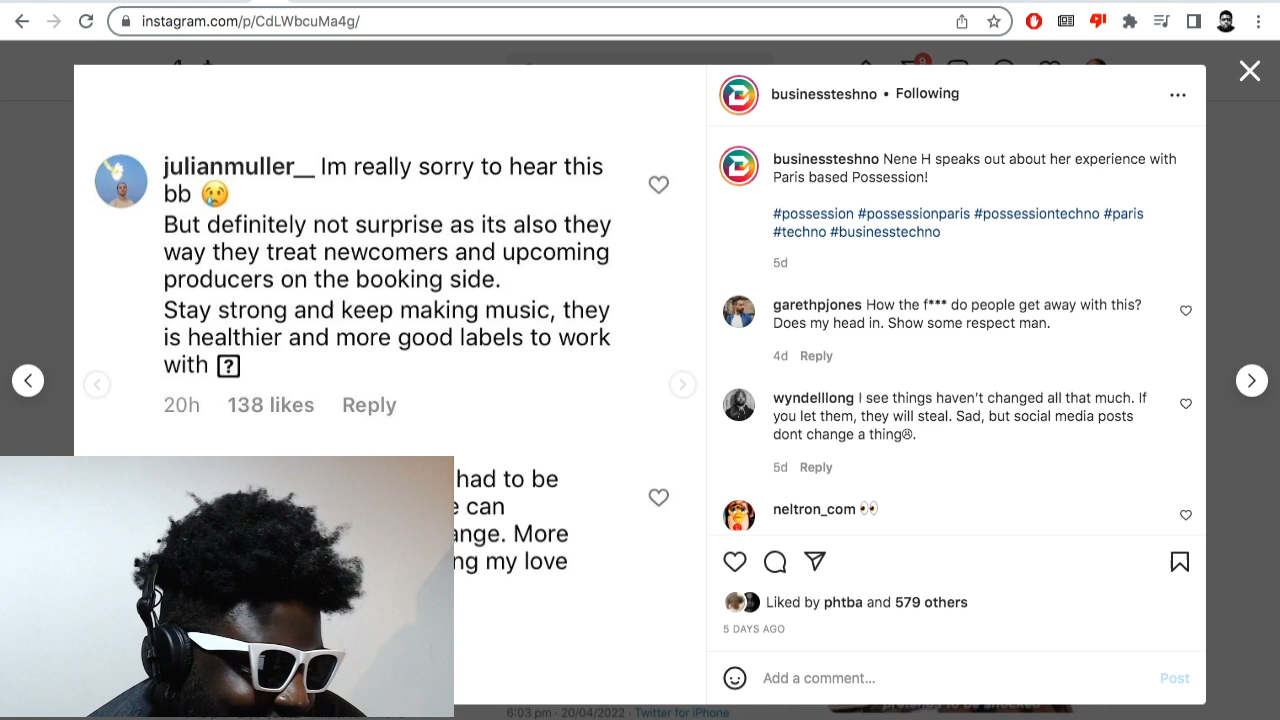 instagram.com/p/CdLWbcuMa4g/
9
julianmuller__ Im really sorry to hear this
bb 😢
But definitely not surprise as its also they
way they treat newcomers and upcoming
producers on the booking side.
Stay strong and keep making music, they
is healthier and more good labels to work
with ?
20h 138 likes Reply
had to be
can
More
my love
businessteshno • Following
businessteshno Nene H speaks out about her experience with
Paris based Possession!
#possession #possessionparis #possessiontechno #paris
#techno #businesstechno
5d
garethpjones How the f*** do people get away with this?
Does my head in. Show some respect man.
4d Reply
wyndelllong I see things haven't changed all that much. If
you let them, they will steal. Sad, but social media posts
dont change a thing☹.
5d Reply
neltron_com 👀
Liked by phtba and 579 others
5 DAYS AGO
Add a comment...
Post
6:03 pm · 20/04/2022 · Twitter for iPhone